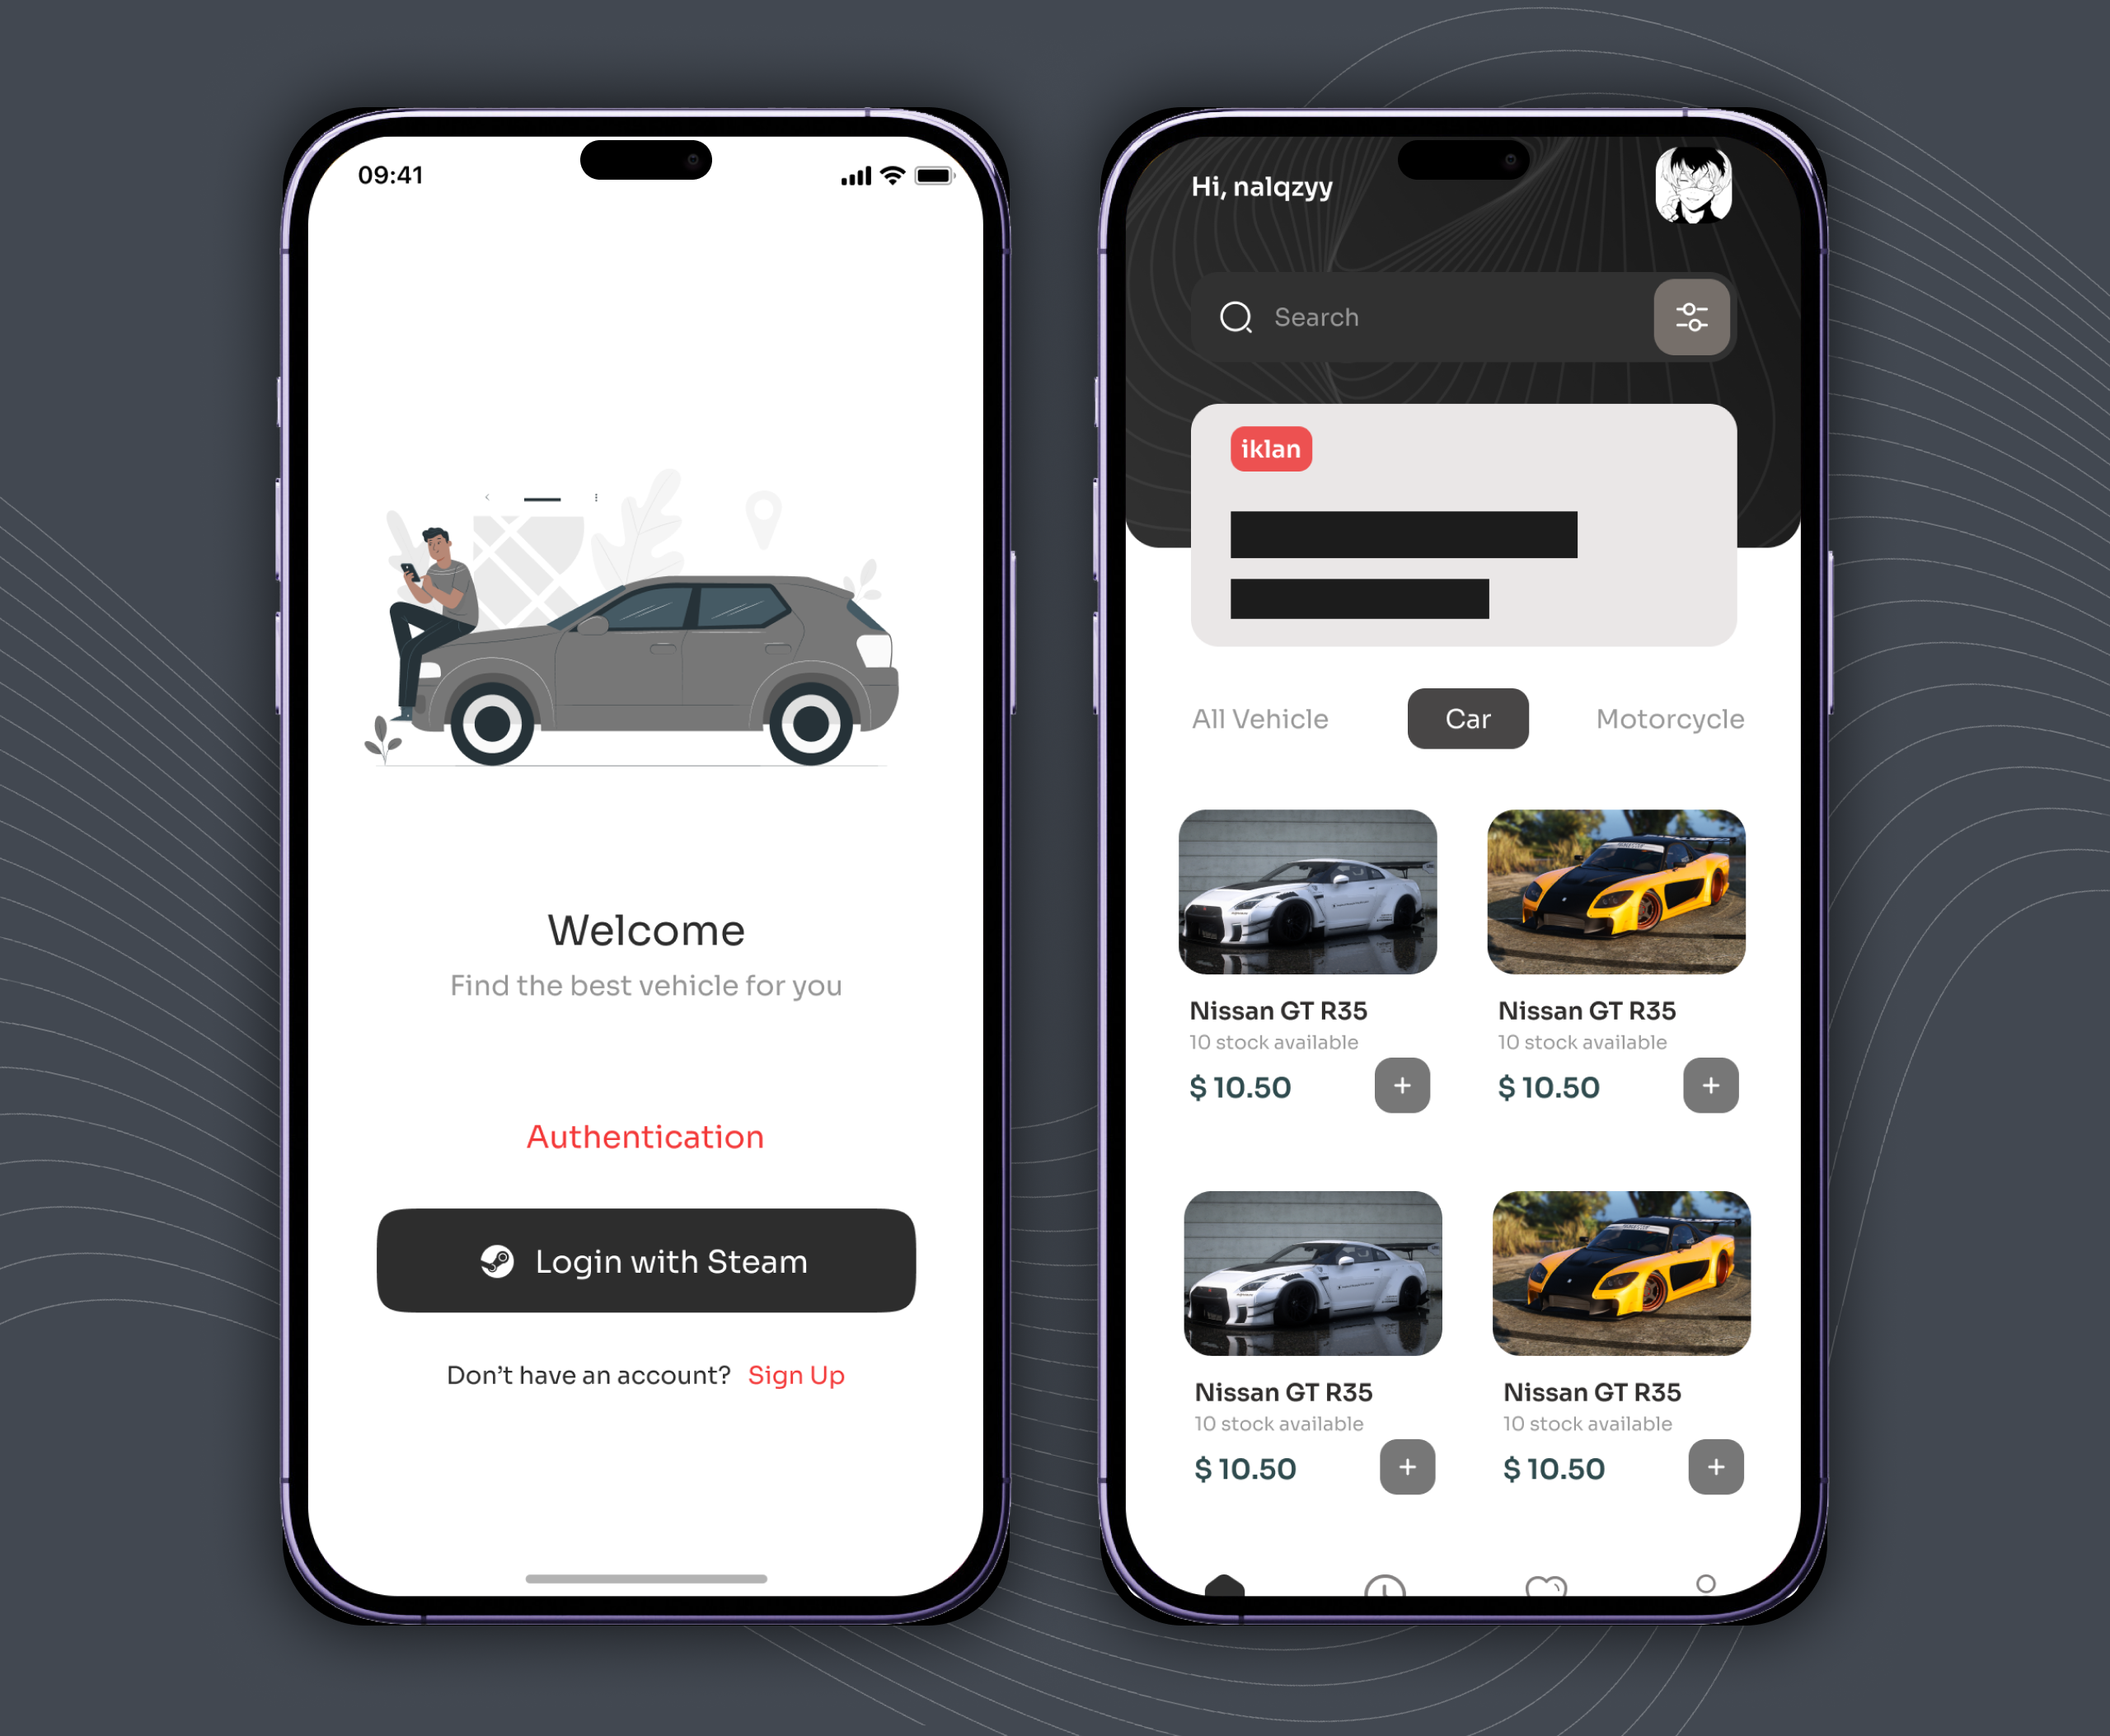 09:41
Welcome
Find the best vehicle for you
Authentication
Login with Steam
Don’t have an account? Sign Up
Hi, nalqzyy
Search
iklan
All Vehicle Car Motorcycle
Nissan GT R35 Nissan GT R35
10 stock available 10 stock available
$ 10.50 + $ 10.50 +
Nissan GT R35 Nissan GT R35
10 stock available 10 stock available
$ 10.50 + $ 10.50 +